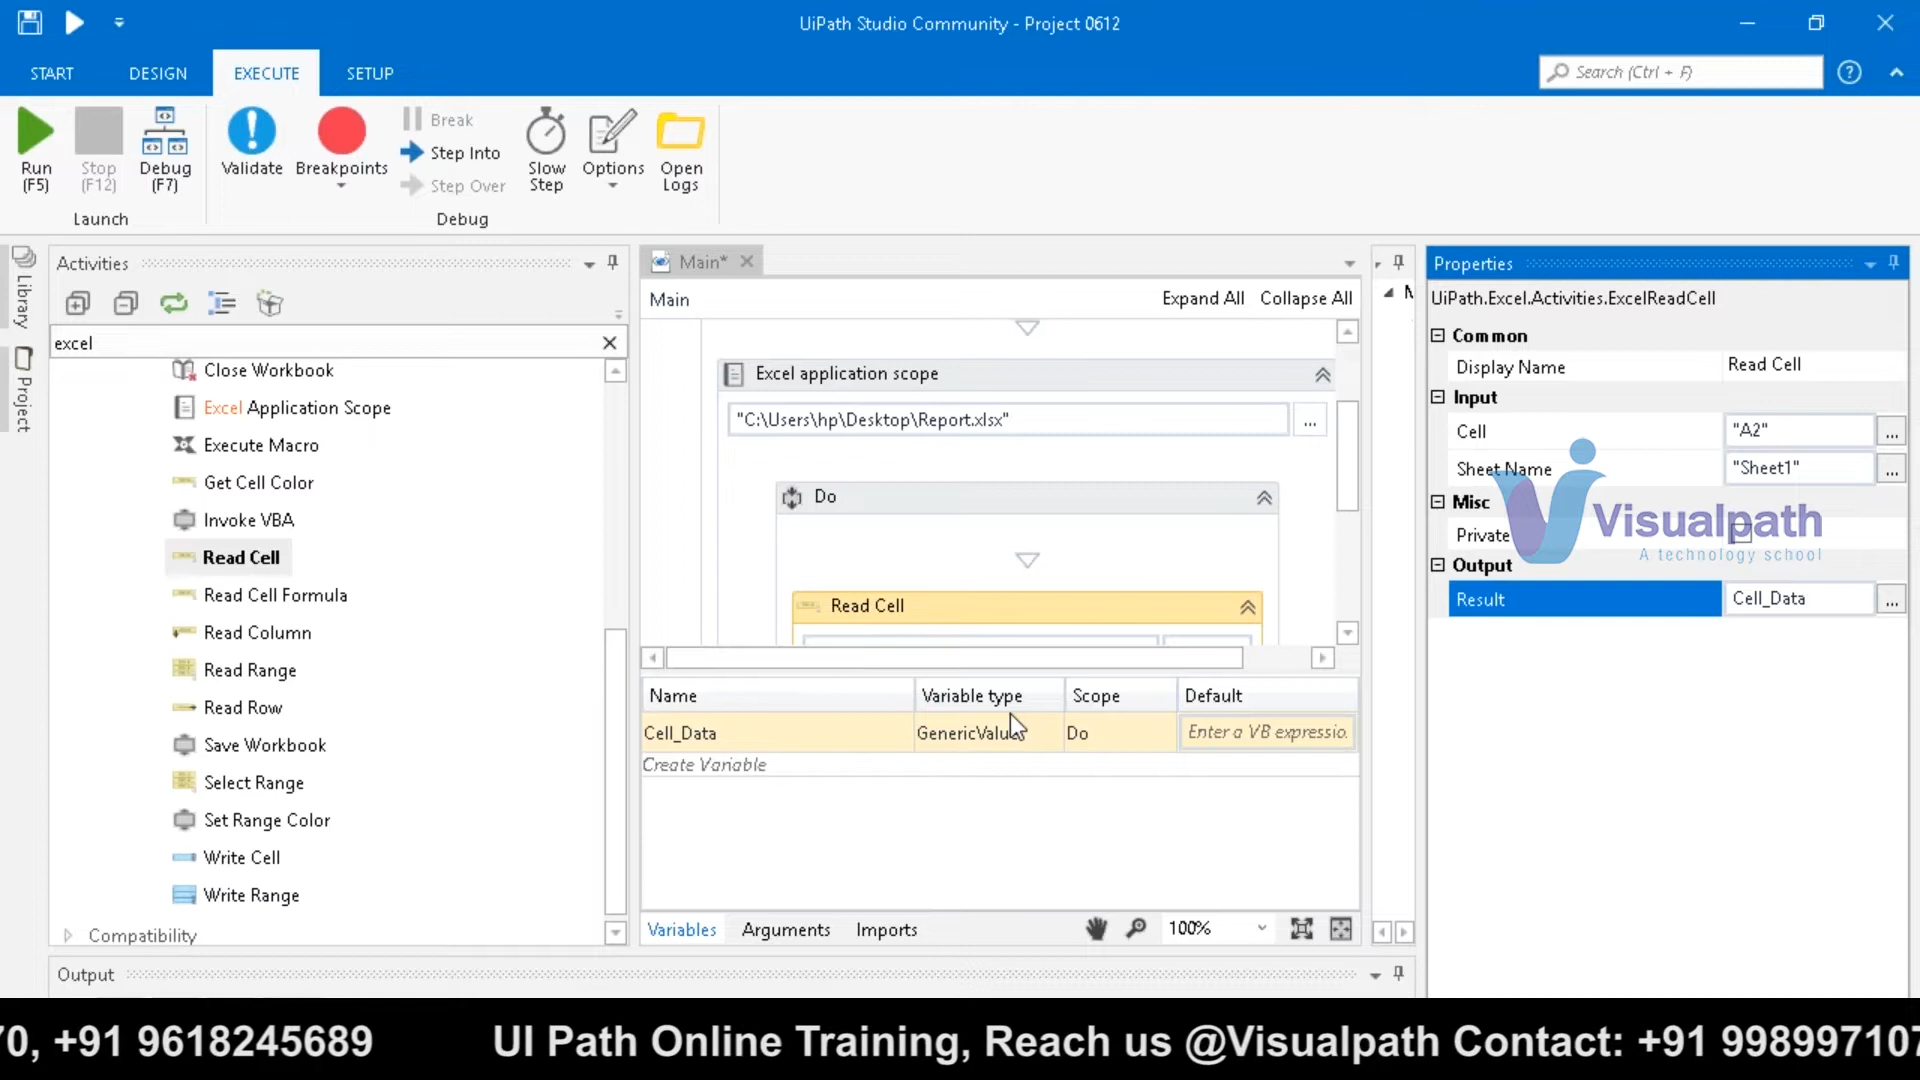 UiPath Studio Community - Project 0612
START DESIGN EXECUTE SETUP
Search (Ctrl + F)
Run (F5)
Stop (F12)
Debug (F7)
Launch
Validate
Breakpoints
Break
Step Into
Step Over
Slow Step
Options
Open Logs
Debug
Library
Project
Activities
excel
Close Workbook
Excel Application Scope
Execute Macro
Get Cell Color
Invoke VBA
Read Cell
Read Cell Formula
Read Column
Read Range
Read Row
Save Workbook
Select Range
Set Range Color
Write Cell
Write Range
Compatibility
Output
Main*
Main
Expand All Collapse All
Excel application scope
"C:\Users\hp\Desktop\Report.xlsx"
...
Do
Read Cell
Name Variable type Scope Default
Cell_Data GenericValue Do Enter a VB expressio
Create Variable
Variables Arguments Imports 100%
Properties
UiPath.Excel.Activities.ExcelReadCell
Common
Display Name Read Cell
Input
Cell "A2" ...
Sheet Name "Sheet1" ...
Misc
Private
Output
Result Cell_Data ...
Visualpath
A technology school
70, +91 9618245689 UI Path Online Training, Reach us @Visualpath Contact: +91 998997107